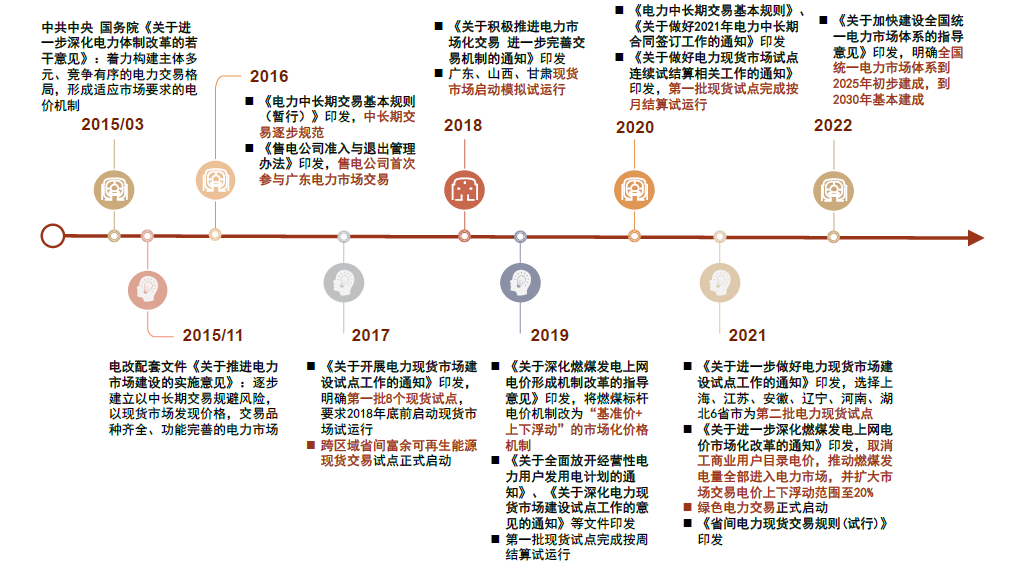 中共中央 国务院《关于进
一步深化电力体制改革的若
干意见》：着力构建主体多
元、竞争有序的电力交易格
局，形成适应市场要求的电
价机制
2015/03
2016
■ 《电力中长期交易基本规则
（暂行）》印发，中长期交
易逐步规范
■ 《售电公司准入与退出管理
办法》印发，售电公司首次
参与广东电力市场交易
■ 《关于积极推进电力市
场化交易 进一步完善交
易机制的通知》印发
■ 广东、山西、甘肃现货
市场启动模拟试运行
2018
■ 《电力中长期交易基本规则》、
《关于做好2021年电力中长期
合同签订工作的通知》印发
■ 《关于做好电力现货市场试点
连续试结算相关工作的通知》
印发，第一批现货试点完成按
月结算试运行
2020
■ 《关于加快建设全国统
一电力市场体系的指导
意见》印发，明确全国
统一电力市场体系到
2025年初步建成，到
2030年基本建成
2022
2015/11
电改配套文件《关于推进电力
市场建设的实施意见》：逐步
建立以中长期交易规避风险，
以现货市场发现价格，交易品
种齐全、功能完善的电力市场
2017
■ 《关于开展电力现货市场建
设试点工作的通知》印发，
明确第一批8个现货试点，
要求2018年底前启动现货市
场试运行
■ 跨区域省间富余可再生能源
现货交易试点正式启动
2019
■ 《关于深化燃煤发电上网
电价形成机制改革的指导
意见》印发，将燃煤标杆
电价机制改为“基准价+
上下浮动”的市场化价格
机制
■ 《关于全面放开经营性电
力用户发用电计划的通
知》、《关于深化电力现
货市场建设试点工作的意
见的通知》等文件印发
■ 第一批现货试点完成按周
结算试运行
2021
■ 《关于进一步做好电力现货市场建
设试点工作的通知》印发，选择上
海、江苏、安徽、辽宁、河南、湖
北6省市为第二批电力现货试点
■ 《关于进一步深化燃煤发电上网电
价市场化改革的通知》印发，取消
工商业用户目录电价，推动燃煤发
电量全部进入电力市场，并扩大市
场交易电价上下浮动范围至20%
■ 绿色电力交易正式启动
■ 《省间电力现货交易规则(试行)》
印发